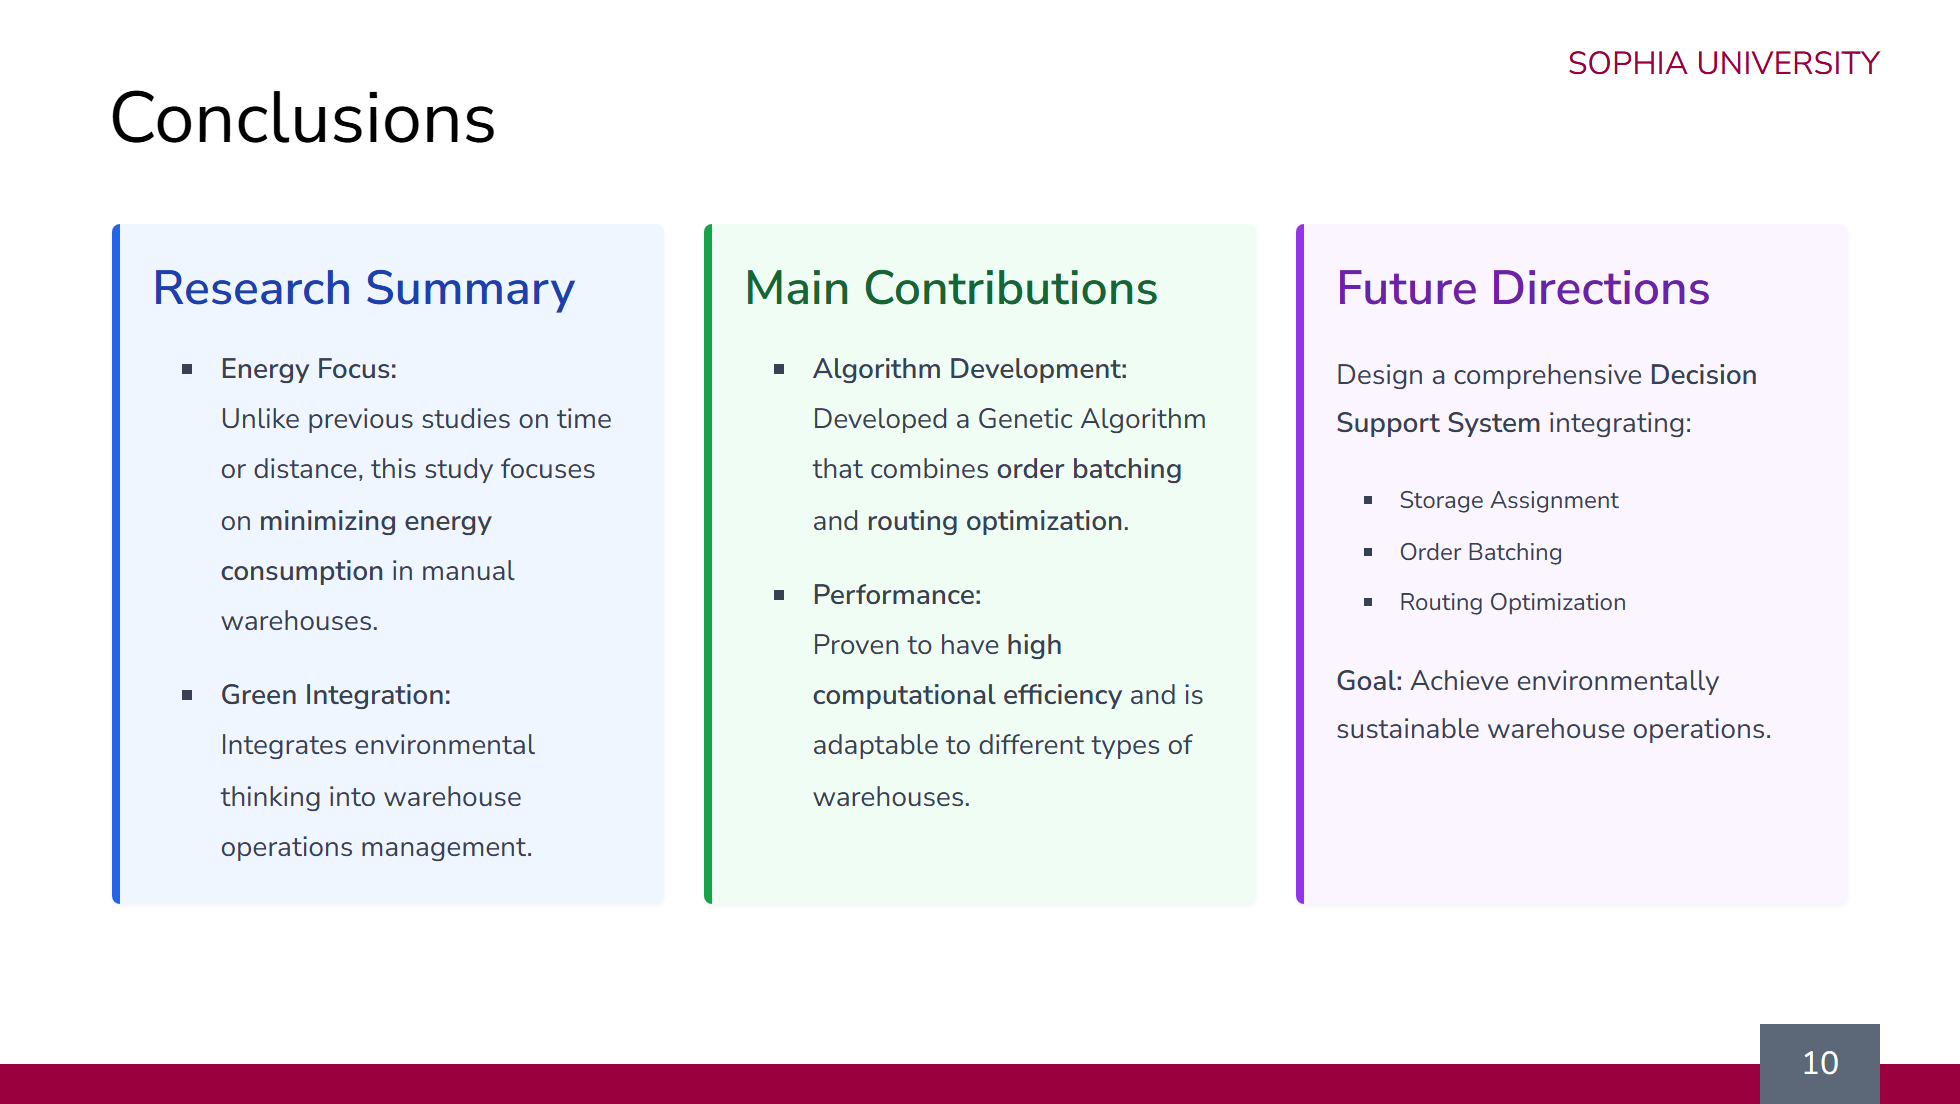 SOPHIA UNIVERSITY
Conclusions
Research Summary
▪ Energy Focus:
Unlike previous studies on time
or distance, this study focuses
on minimizing energy
consumption in manual
warehouses.
▪ Green Integration:
Integrates environmental
thinking into warehouse
operations management.
Main Contributions
▪ Algorithm Development:
Developed a Genetic Algorithm
that combines order batching
and routing optimization.
▪ Performance:
Proven to have high
computational efficiency and is
adaptable to different types of
warehouses.
Future Directions
Design a comprehensive Decision
Support System integrating:
▪ Storage Assignment
▪ Order Batching
▪ Routing Optimization
Goal: Achieve environmentally
sustainable warehouse operations.
10